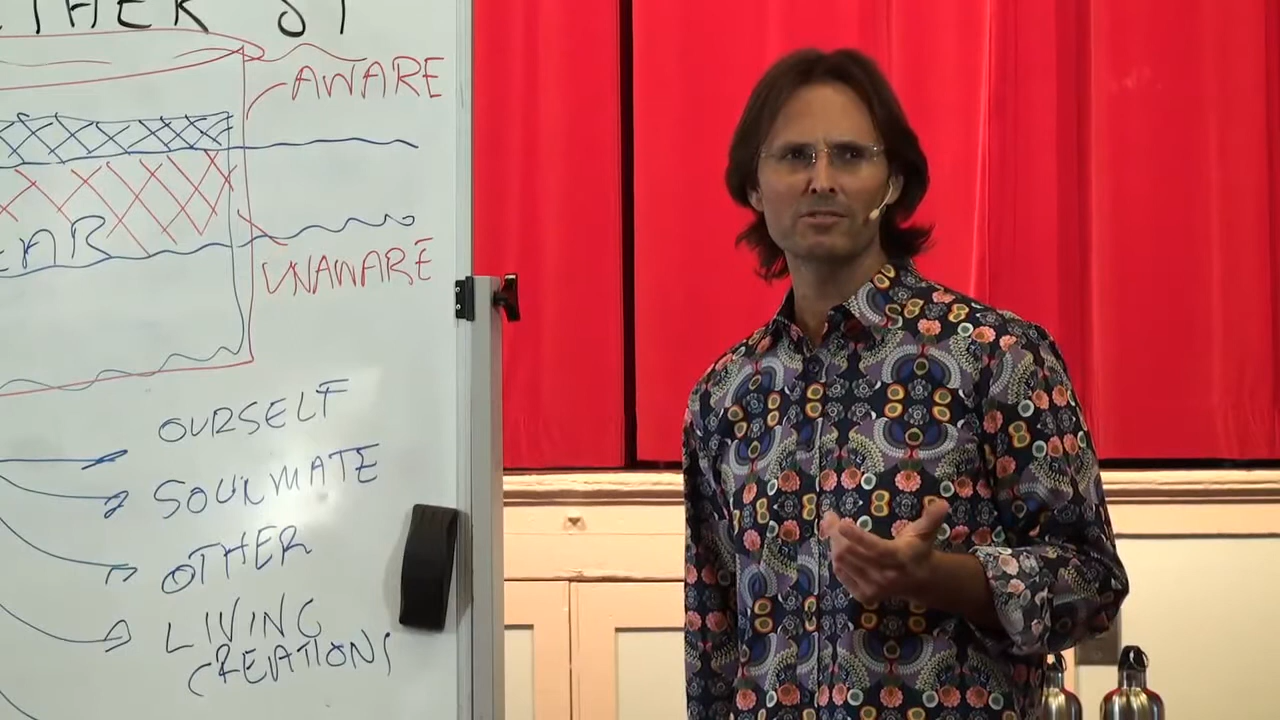 AWARE
UNAWARE
OURSELF
SOULMATE
OTHER
LIVING
CREATIONS